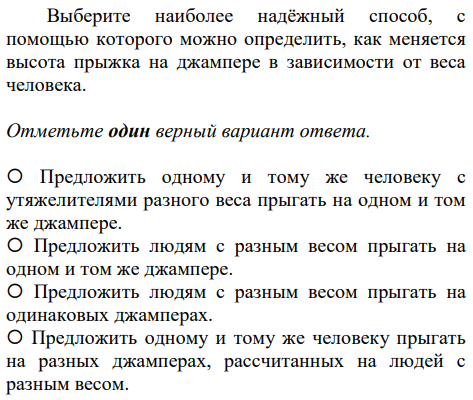 Выберите наиболее надёжный способ, с
помощью которого можно определить, как меняется
высота прыжка на джампере в зависимости от веса
человека.
Отметьте один верный вариант ответа.
Предложить одному и тому же человеку с
утяжелителями разного веса прыгать на одном и том
же джампере.
Предложить людям с разным весом прыгать на
одном и том же джампере.
Предложить людям с разным весом прыгать на
одинаковых джамперах.
Предложить одному и тому же человеку прыгать
на разных джамперах, рассчитанных на людей с
разным весом.